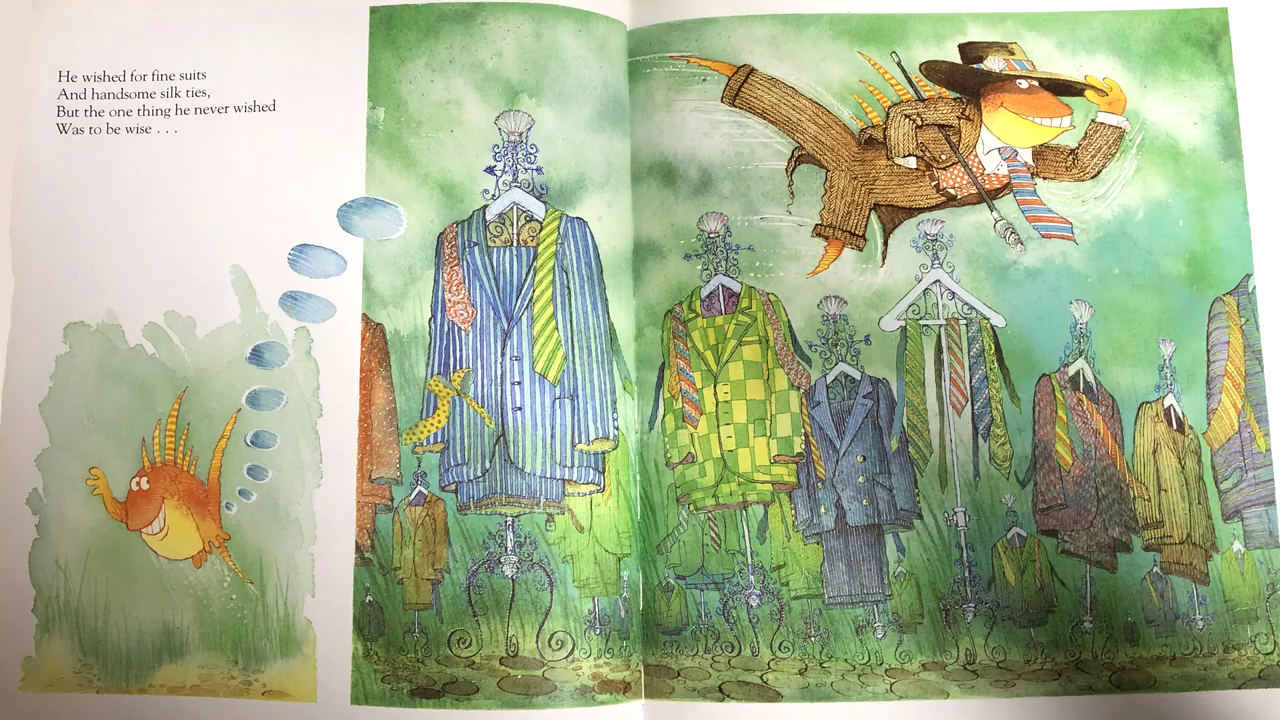 He wished for fine suits
And handsome silk ties,
But the one thing he never wished
Was to be wise . . .